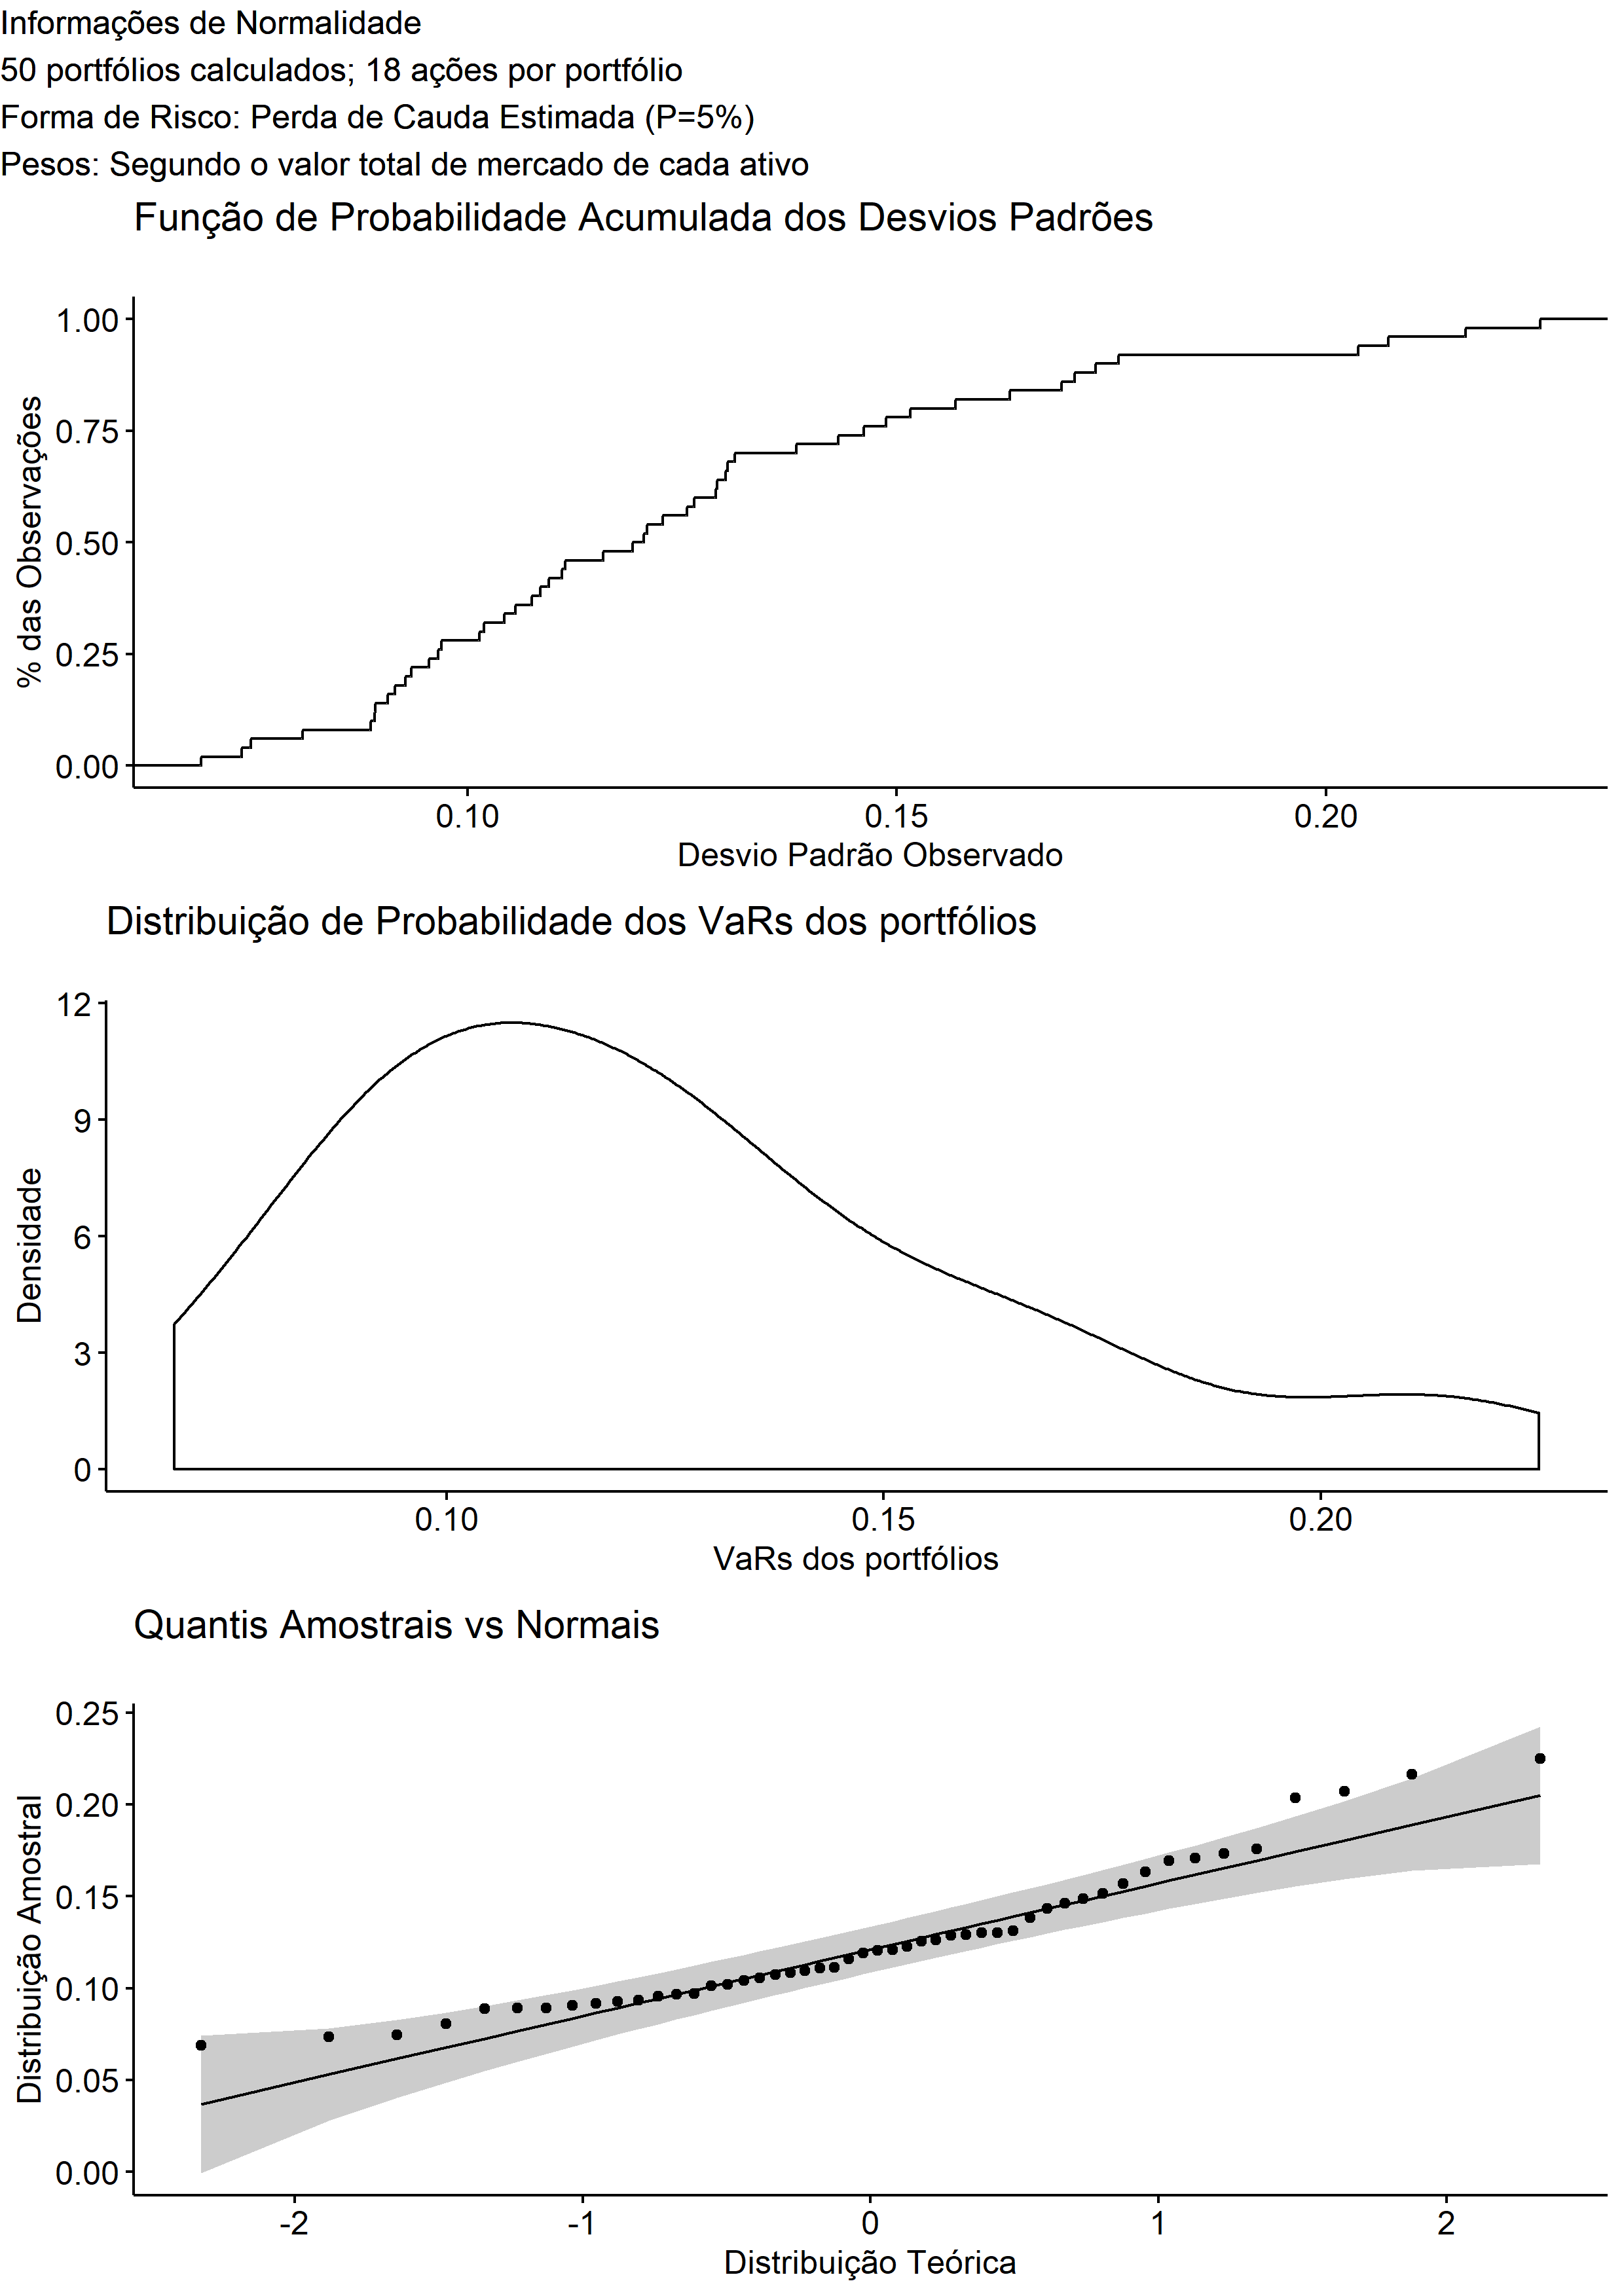 Informações de Normalidade
50 portfólios calculados; 18 ações por portfólio
Forma de Risco: Perda de Cauda Estimada (P=5%)
Pesos: Segundo o valor total de mercado de cada ativo
Função de Probabilidade Acumulada dos Desvios Padrões
% das Observações
1.00
0.75
0.50
0.25
0.00
0.10 0.15 0.20
Desvio Padrão Observado
Distribuição de Probabilidade dos VaRs dos portfólios
Densidade
12
9
6
3
0
0.10 0.15 0.20
VaRs dos portfólios
Quantis Amostrais vs Normais
Distribuição Amostral
0.25
0.20
0.15
0.10
0.05
0.00
-2 -1 0 1 2
Distribuição Teórica